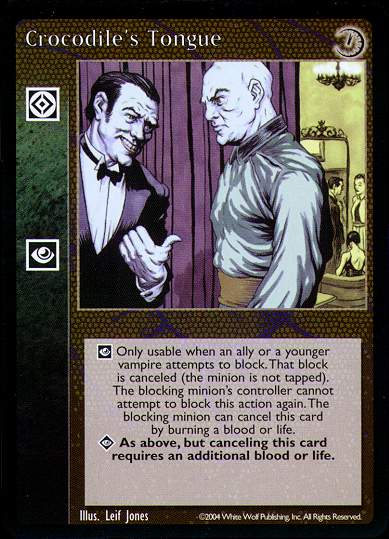 Crocodile's Tongue
Only usable when an ally or a younger
vampire attempts to block. That block
is canceled (the minion is not tapped).
The blocking minion's controller cannot
attempt to block this action again. The
blocking minion can cancel this card
by burning a blood or life.
As above, but canceling this card
requires an additional blood or life.
Illus. Leif Jones
©2004 White Wolf Publishing, Inc. All Rights Reserved.